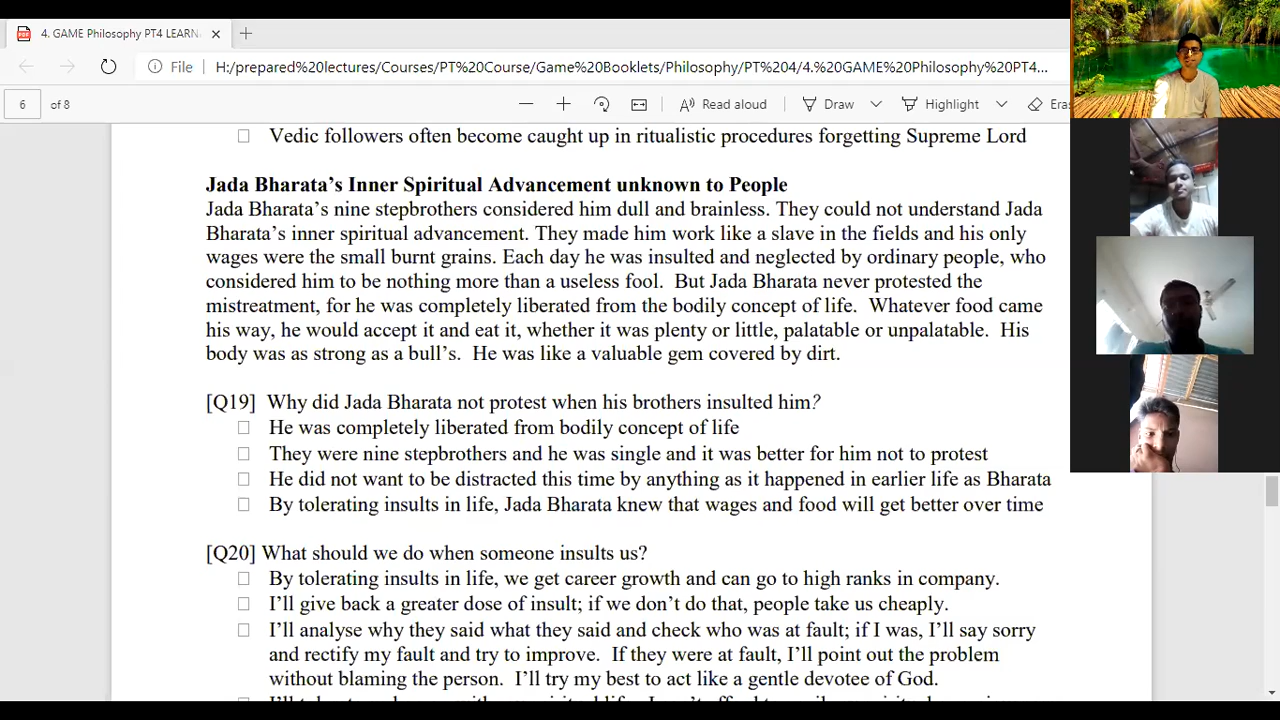 4. GAME Philosophy PT4 LEARN
File
H:/prepared%20lectures/Courses/PT%20Course/Game%20Booklets/Philosophy/PT%204/4.%20GAME%20Philosophy%20PT4...
6 of 8
Read aloud
Draw
Highlight
Eras
Vedic followers often become caught up in ritualistic procedures forgetting Supreme Lord
Jada Bharata's Inner Spiritual Advancement unknown to People
Jada Bharata's nine stepbrothers considered him dull and brainless. They could not understand Jada
Bharata's inner spiritual advancement. They made him work like a slave in the fields and his only
wages were the small burnt grains. Each day he was insulted and neglected by ordinary people, who
considered him to be nothing more than a useless fool. But Jada Bharata never protested the
mistreatment, for he was completely liberated from the bodily concept of life. Whatever food came
his way, he would accept it and eat it, whether it was plenty or little, palatable or unpalatable. His
body was as strong as a bull's. He was like a valuable gem covered by dirt.
[Q19] Why did Jada Bharata not protest when his brothers insulted him?
He was completely liberated from bodily concept of life
They were nine stepbrothers and he was single and it was better for him not to protest
He did not want to be distracted this time by anything as it happened in earlier life as Bharata
By tolerating insults in life, Jada Bharata knew that wages and food will get better over time
[Q20] What should we do when someone insults us?
By tolerating insults in life, we get career growth and can go to high ranks in company.
I'll give back a greater dose of insult; if we don't do that, people take us cheaply.
I'll analyse why they said what they said and check who was at fault; if I was, I'll say sorry
and rectify my fault and try to improve. If they were at fault, I'll point out the problem
without blaming the person. I'll try my best to act like a gentle devotee of God.